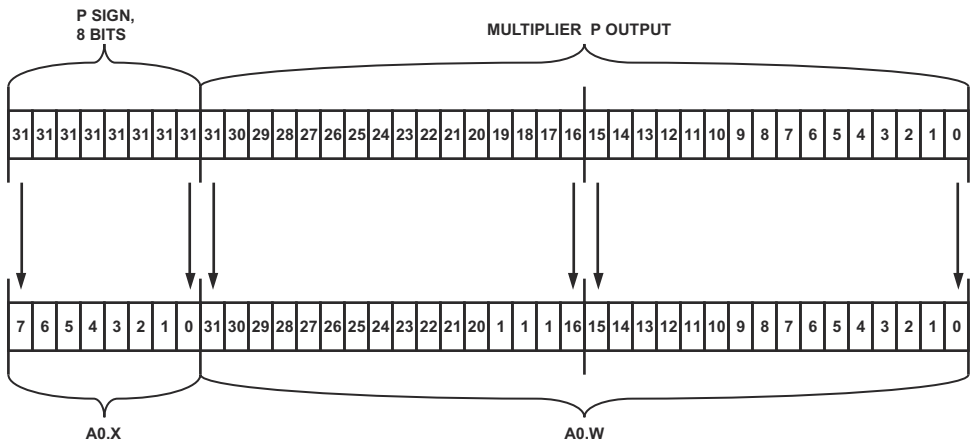 P SIGN,
8 BITS
MULTIPLIER P OUTPUT
31 31 31 31 31 31 31 31 31 30 29 28 27 26 25 24 23 22 21 20 19 18 17 16 15 14 13 12 11 10 9 8 7 6 5 4 3 2 1 0
7 6 5 4 3 2 1 0 31 30 29 28 27 26 25 24 23 22 21 20 1 1 1 16 15 14 13 12 11 10 9 8 7 6 5 4 3 2 1 0
A0.X
A0.W